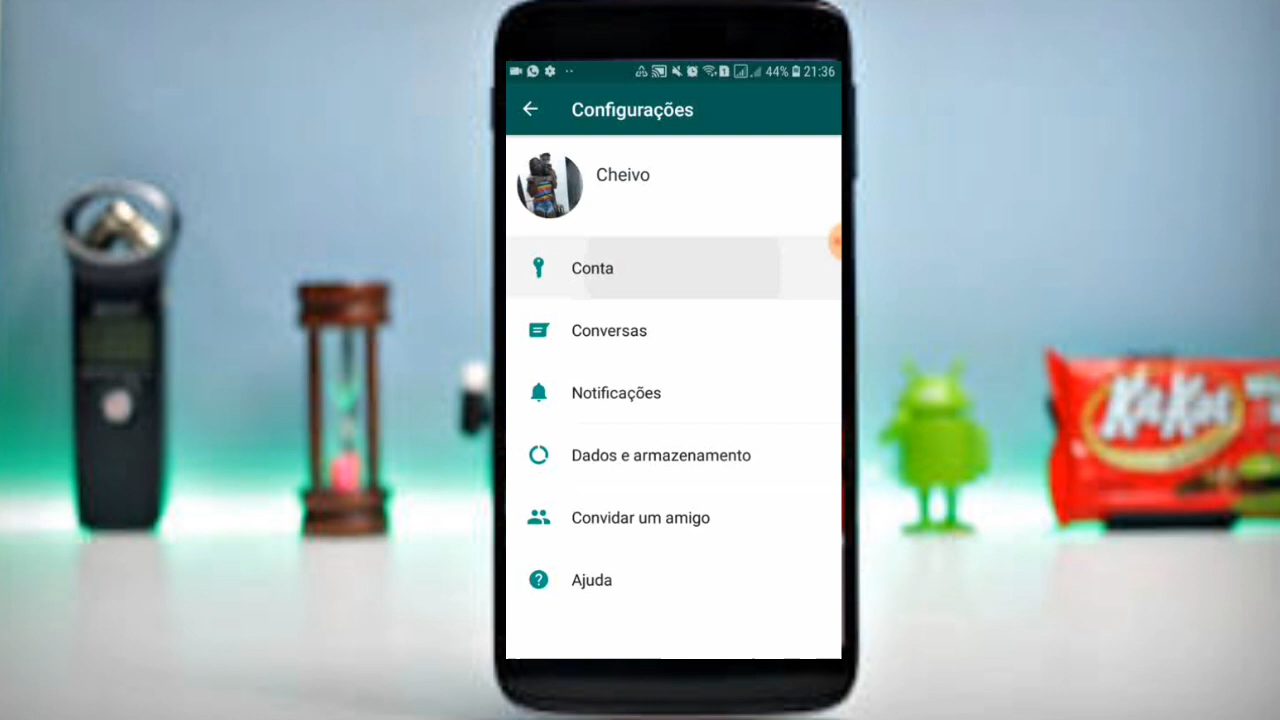 44% 21:36
Configurações
Cheivo
Conta
Conversas
Notificações
Dados e armazenamento
Convidar um amigo
Ajuda
KitKat